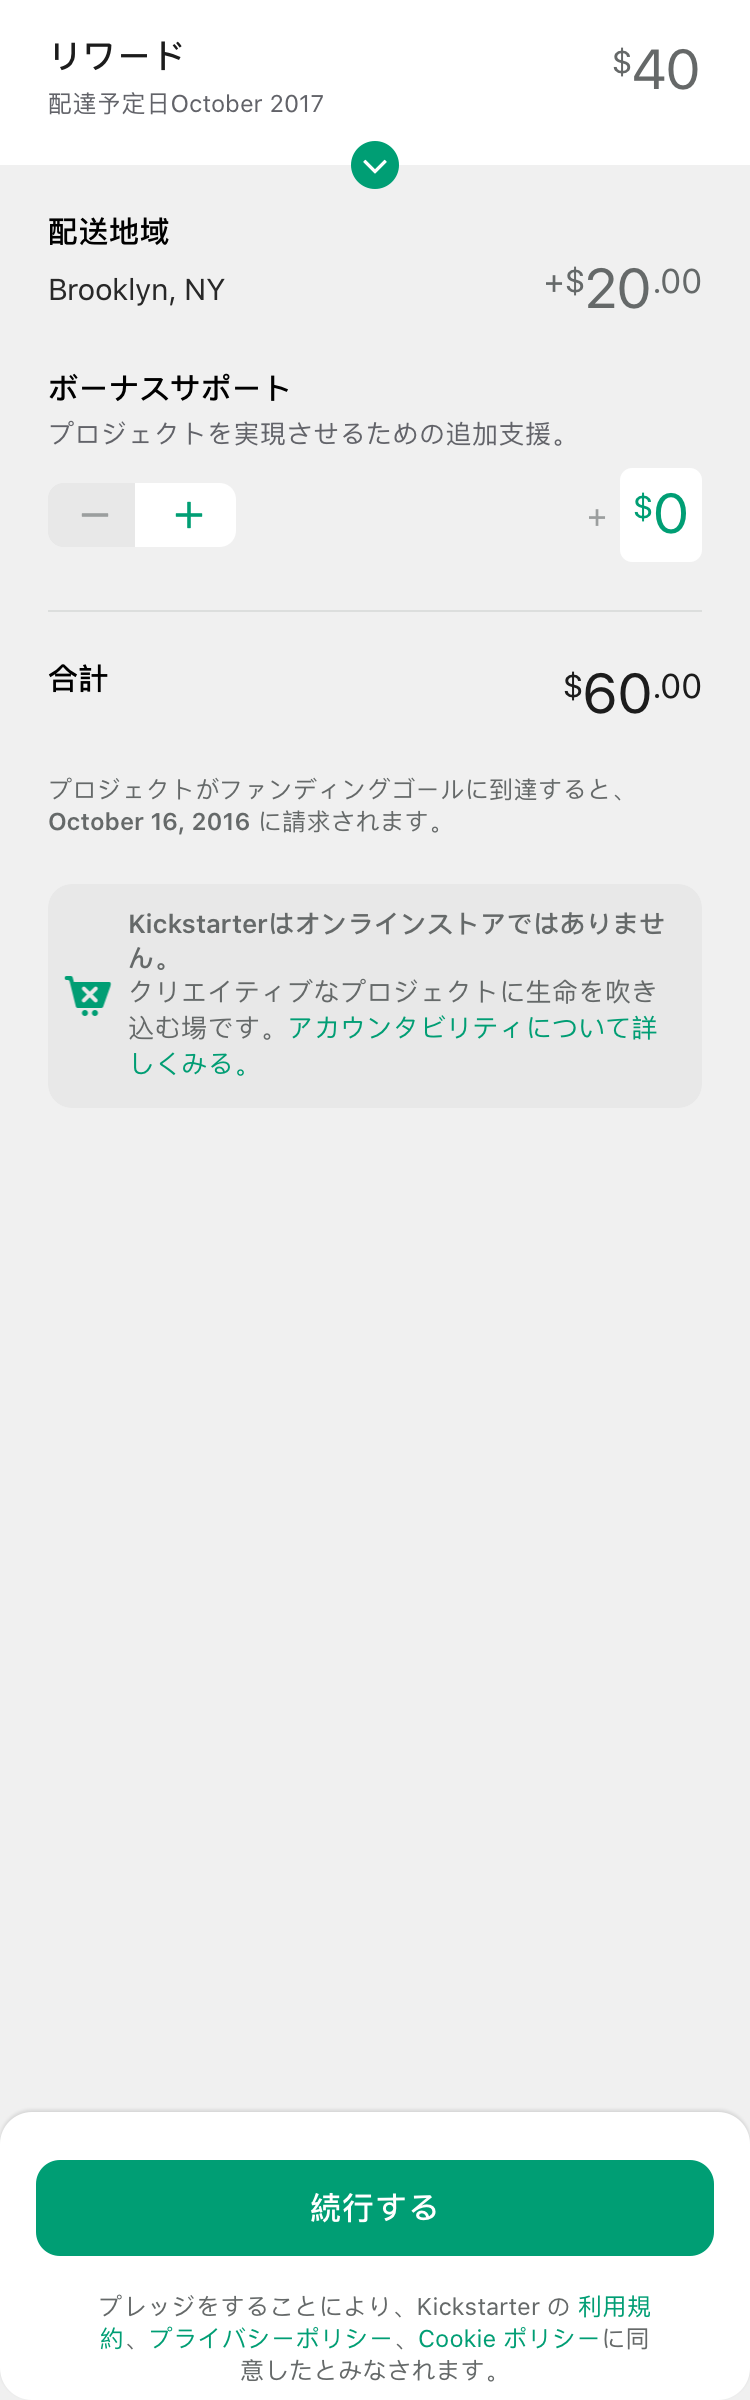 リワード
$40
配達予定日October 2017
配送地域
Brooklyn, NY
+$20.00
ボーナスサポート
プロジェクトを実現させるための追加支援。
− +
+ $0
合計
$60.00
プロジェクトがファンディングゴールに到達すると、
October 16, 2016 に請求されます。
Kickstarterはオンラインストアではありませ
ん。
クリエイティブなプロジェクトに生命を吹き
込む場です。アカウンタビリティについて詳
しくみる。
続行する
プレッジをすることにより、Kickstarter の 利用規
約、プライバシーポリシー、Cookie ポリシーに同
意したとみなされます。